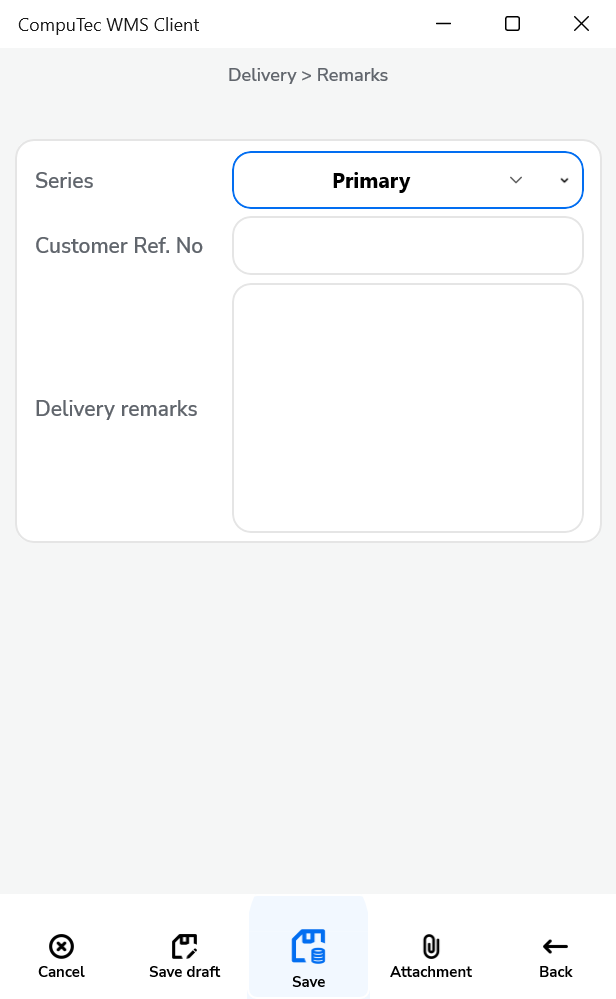 CompuTec WMS Client
Delivery > Remarks
Series
Primary
Customer Ref. No
Delivery remarks
Cancel
Save draft
Save
Attachment
Back